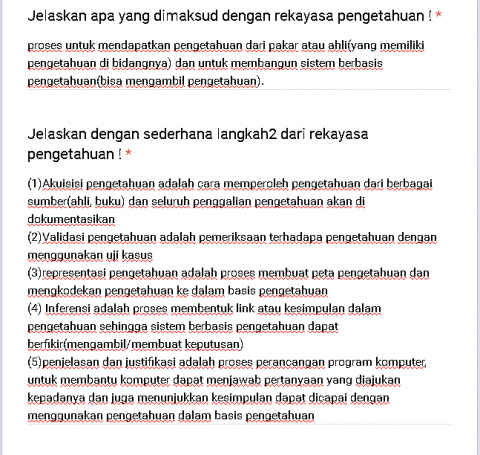 Jelaskan apa yang dimaksud dengan rekayasa pengetahuan ! *
proses untuk mendapatkan pengetahuan dari pakar atau ahli(yang memiliki
pengetahuan di bidangnya) dan untuk membangun sistem berbasis
pengetahuan(bisa mengambil pengetahuan).
Jelaskan dengan sederhana langkah2 dari rekayasa
pengetahuan ! *
(1)Akuisisi pengetahuan adalah cara memperoleh pengetahuan dari berbagai
sumber(ahli, buku) dan seluruh penggalian pengetahuan akan di
dokumentasikan
(2)Validasi pengetahuan adalah pemeriksaan terhadapa pengetahuan dengan
menggunakan uji kasus
(3)representasi pengetahuan adalah proses membuat peta pengetahuan dan
mengkodekan pengetahuan ke dalam basis pengetahuan
(4) Inferensi adalah proses membentuk link atau kesimpulan dalam
pengetahuan sehingga sistem berbasis pengetahuan dapat
berfikir(mengambil/membuat keputusan)
(5)penjelasan dan justifikasi adalah proses perancangan program komputer,
untuk membantu komputer dapat menjawab pertanyaan yang diajukan
kepadanya dan juga menunjukkan kesimpulan dapat dicapai dengan
menggunakan pengetahuan dalam basis pengetahuan